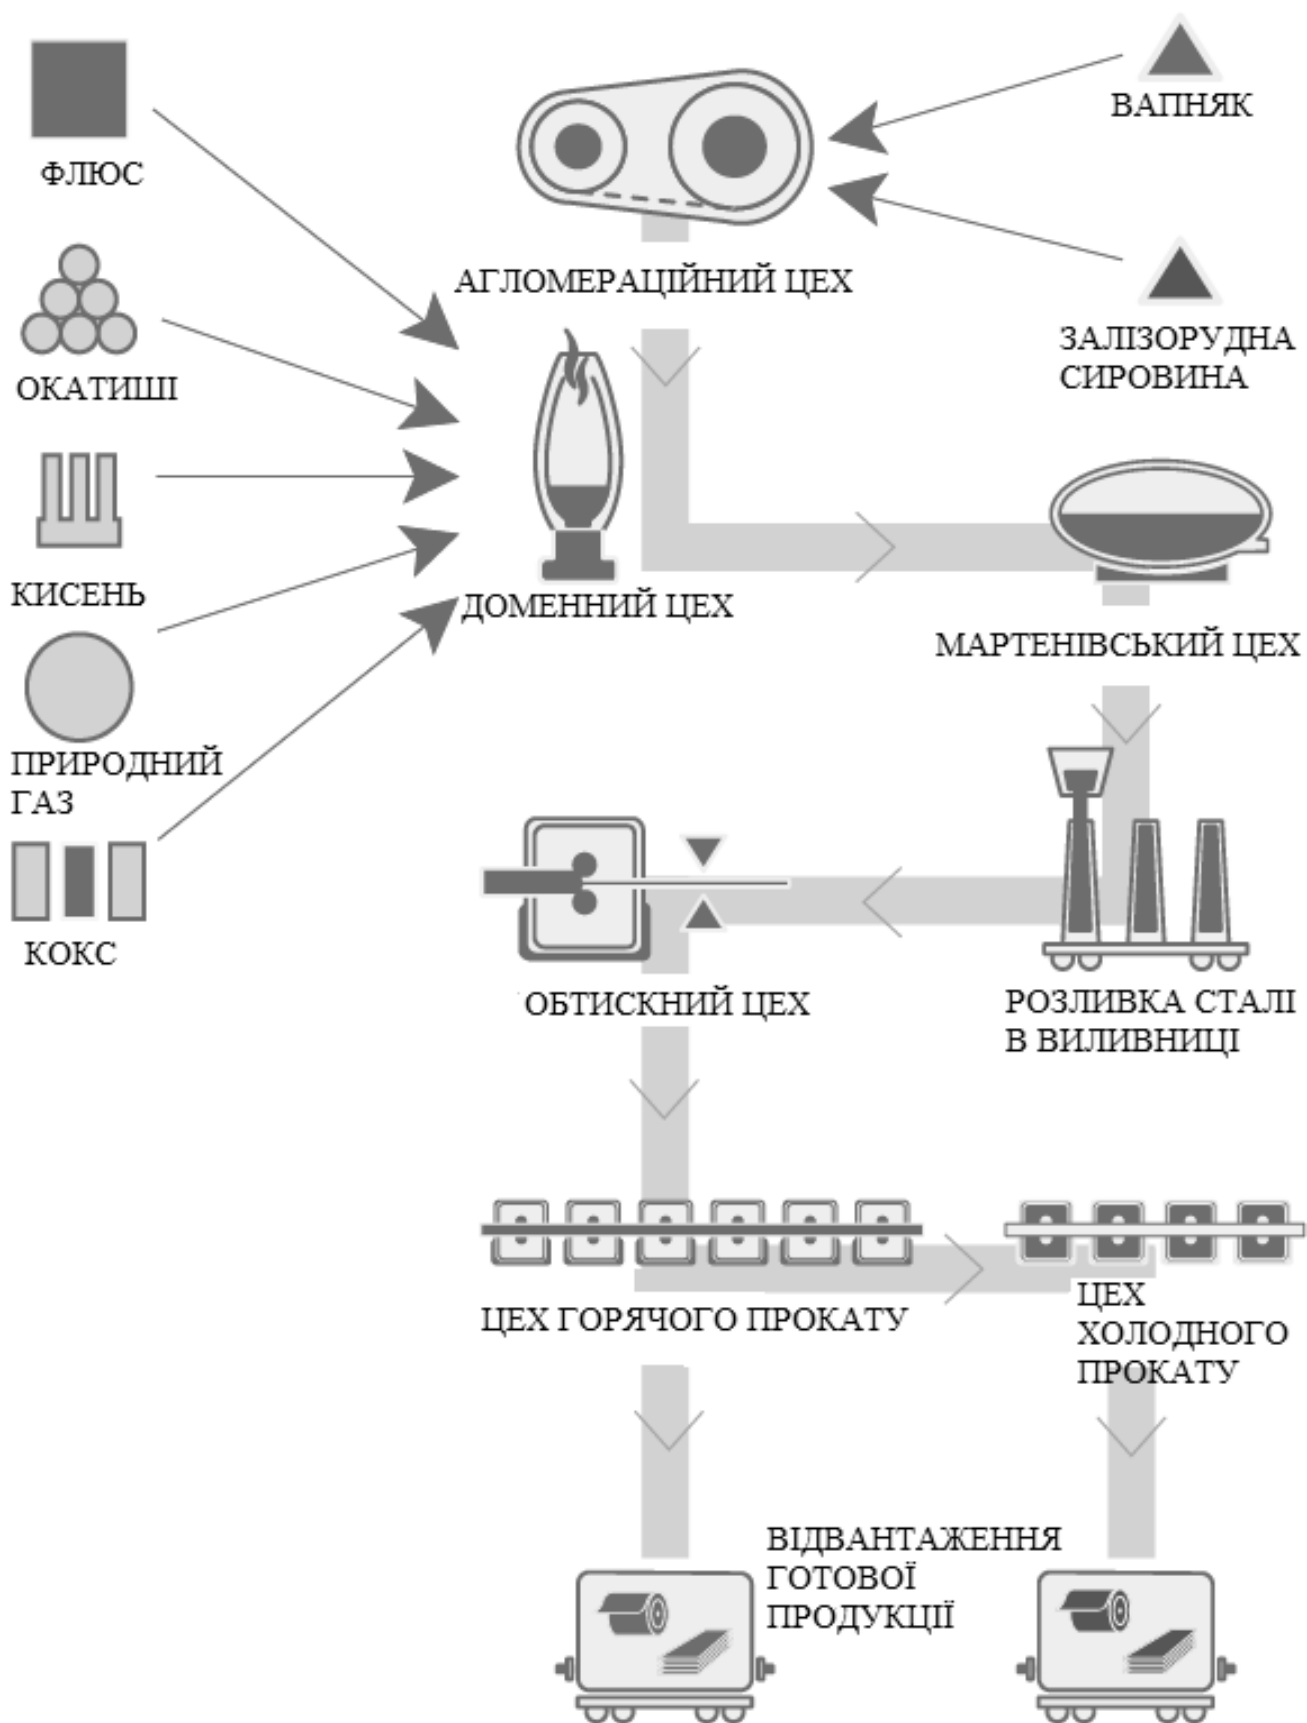 ВАПНЯК
ФЛЮС
АГЛОМЕРАЦІЙНИЙ ЦЕХ
ЗАЛІЗОРУДНА
СИРОВИНА
ОКАТИШІ
КИСЕНЬ
ДОМЕННИЙ ЦЕХ
МАРТЕНІВСЬКИЙ ЦЕХ
ПРИРОДНИЙ
ГАЗ
КОКС
ОБТИСКНИЙ ЦЕХ
РОЗЛИВКА СТАЛІ
В ВИЛИВНИЦІ
ЦЕХ ГОРЯЧОГО ПРОКАТУ
ЦЕХ
ХОЛОДНОГО
ПРОКАТУ
ВІДВАНТАЖЕННЯ
ГОТОВОЇ
ПРОДУКЦІЇ